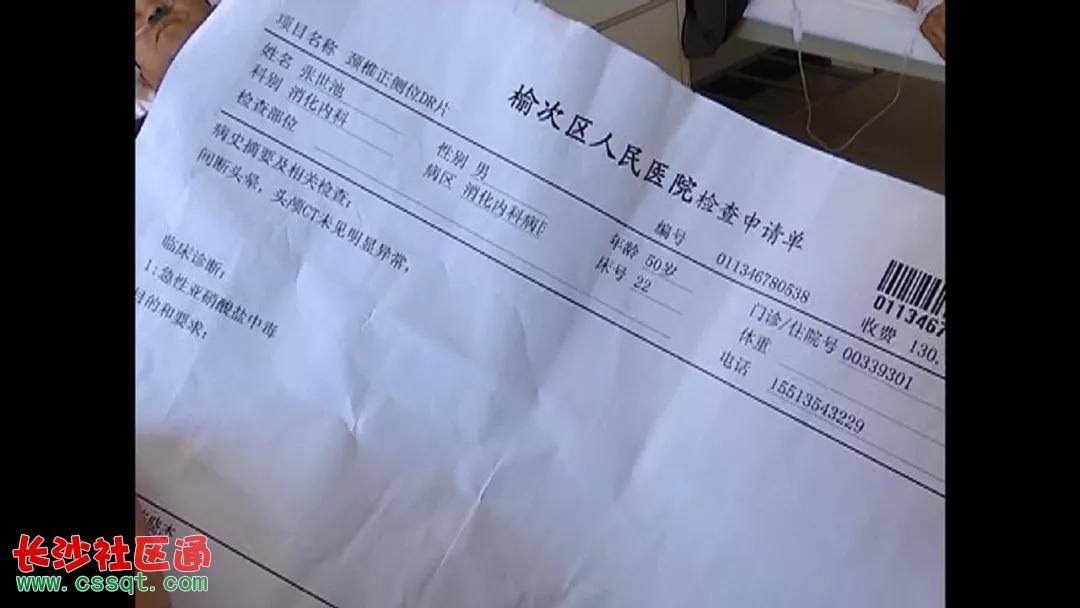 榆次区人民医院检查申请单
项目名称 颈椎正侧位DR片
编号 011346780538
011346
收费 130.
姓名 张世池 性别 男 年龄 50岁 门诊/住院号 00339301
科别 消化内科 病区 消化内科病 床号 22 体重
检查部位 电话 15513543229
病史摘要及相关检查:
间断头晕,头颅CT未见明显异常,
临床诊断:
1:急性亚硝酸盐中毒
目的和要求:
长沙社区通
www.cssqt.com